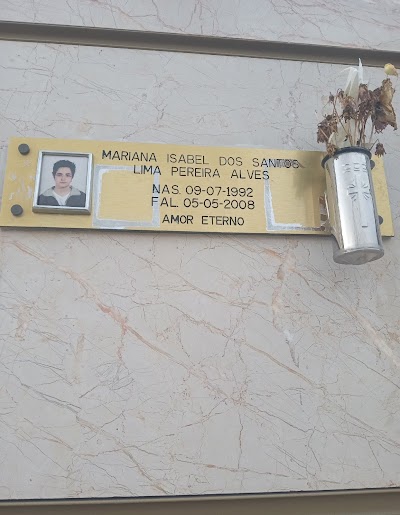 MARIANA ISABEL DOS SANTOS
LIMA PEREIRA ALVES
NAS. 09-07-1992
FAL. 05-05-2008
AMOR ETERNO